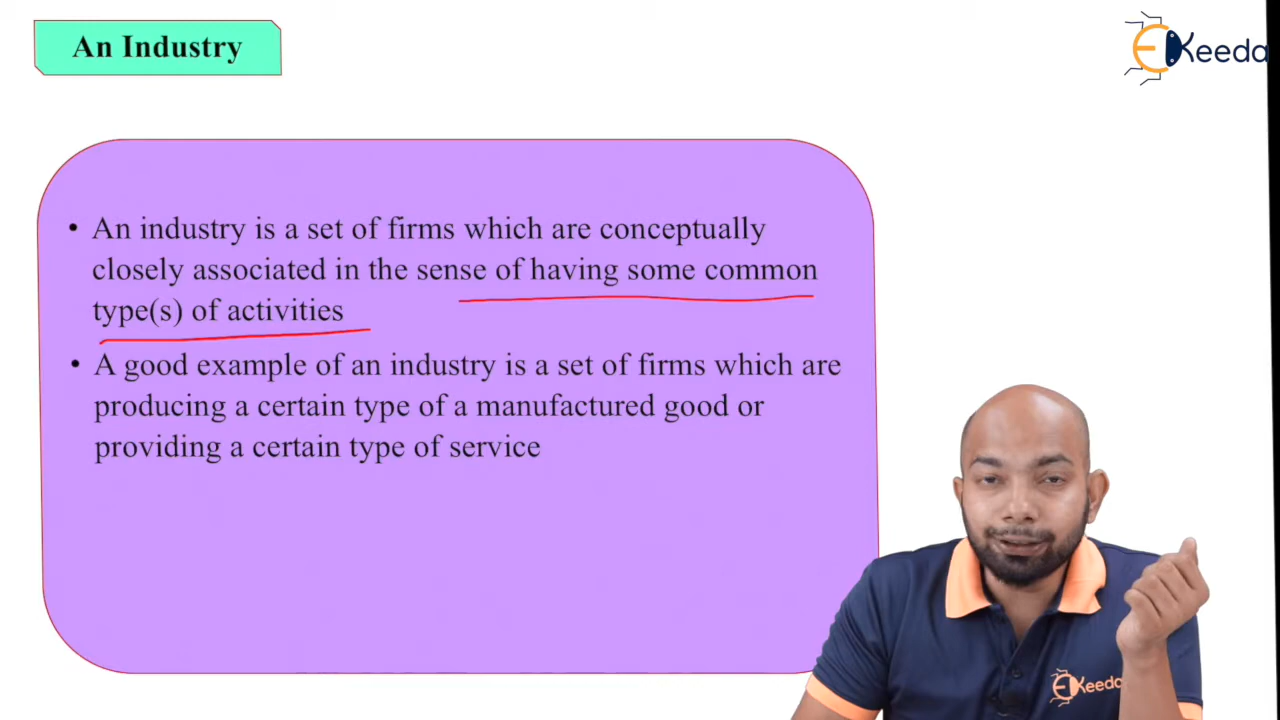 An Industry
EKeeda
• An industry is a set of firms which are conceptually
closely associated in the sense of having some common
type(s) of activities
• A good example of an industry is a set of firms which are
producing a certain type of a manufactured good or
providing a certain type of service
EKeeda